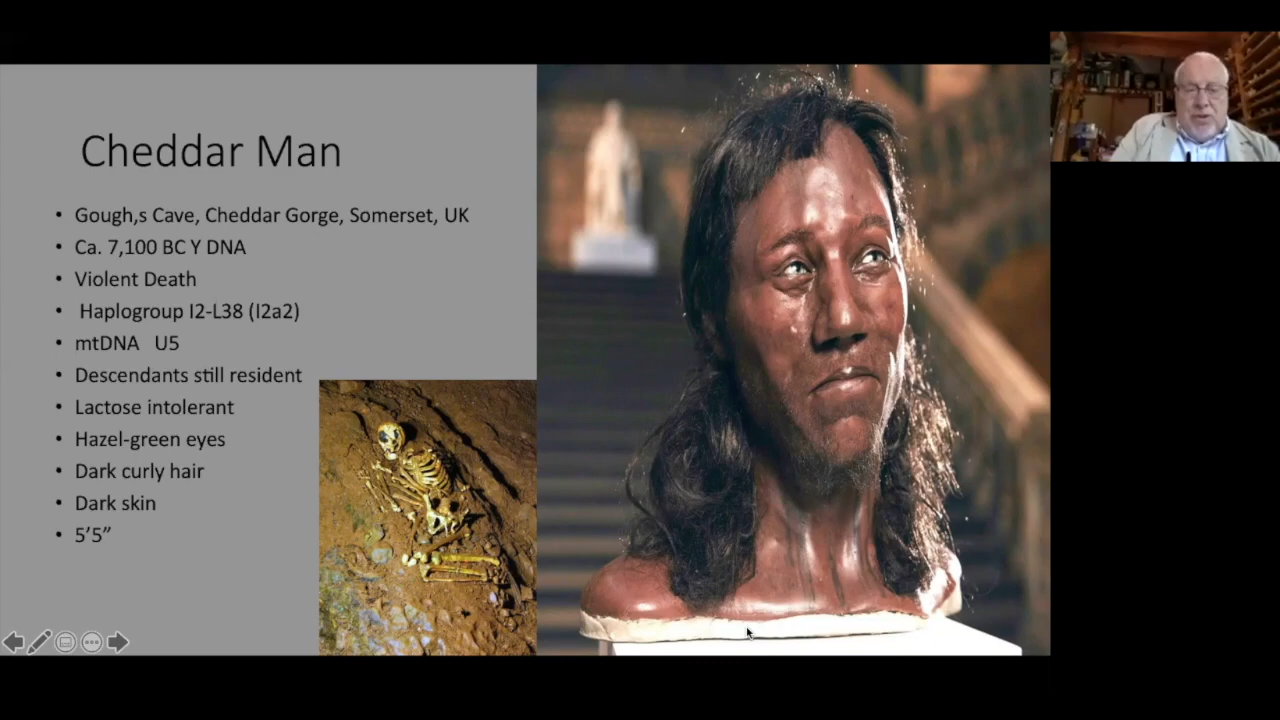 Cheddar Man
• Gough,s Cave, Cheddar Gorge, Somerset, UK
• Ca. 7,100 BC Y DNA
• Violent Death
• Haplogroup I2-L38 (I2a2)
• mtDNA U5
• Descendants still resident
• Lactose intolerant
• Hazel-green eyes
• Dark curly hair
• Dark skin
• 5’5”